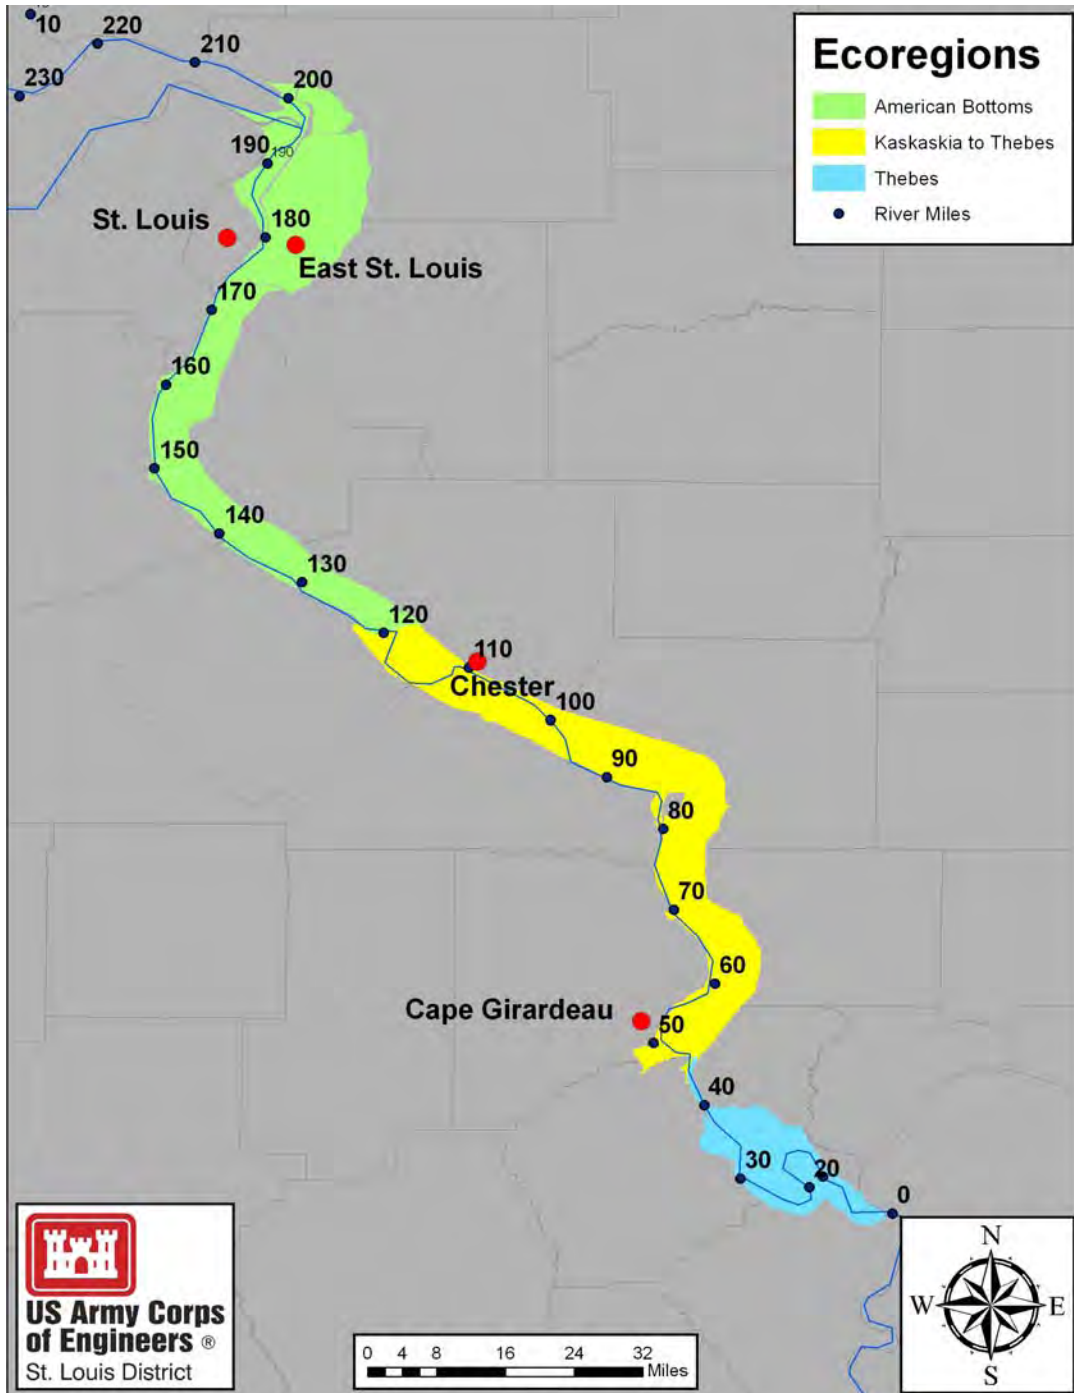 10
220
210
230
200
190
190
St. Louis
180
East St. Louis
170
160
150
140
130
120
110
Chester
100
90
80
70
60
Cape Girardeau
50
40
30
20
0
Ecoregions
American Bottoms
Kaskaskia to Thebes
Thebes
River Miles
US Army Corps
of Engineers ®
St. Louis District
0 2 4 8 16 24 32
Miles
N
W E
S